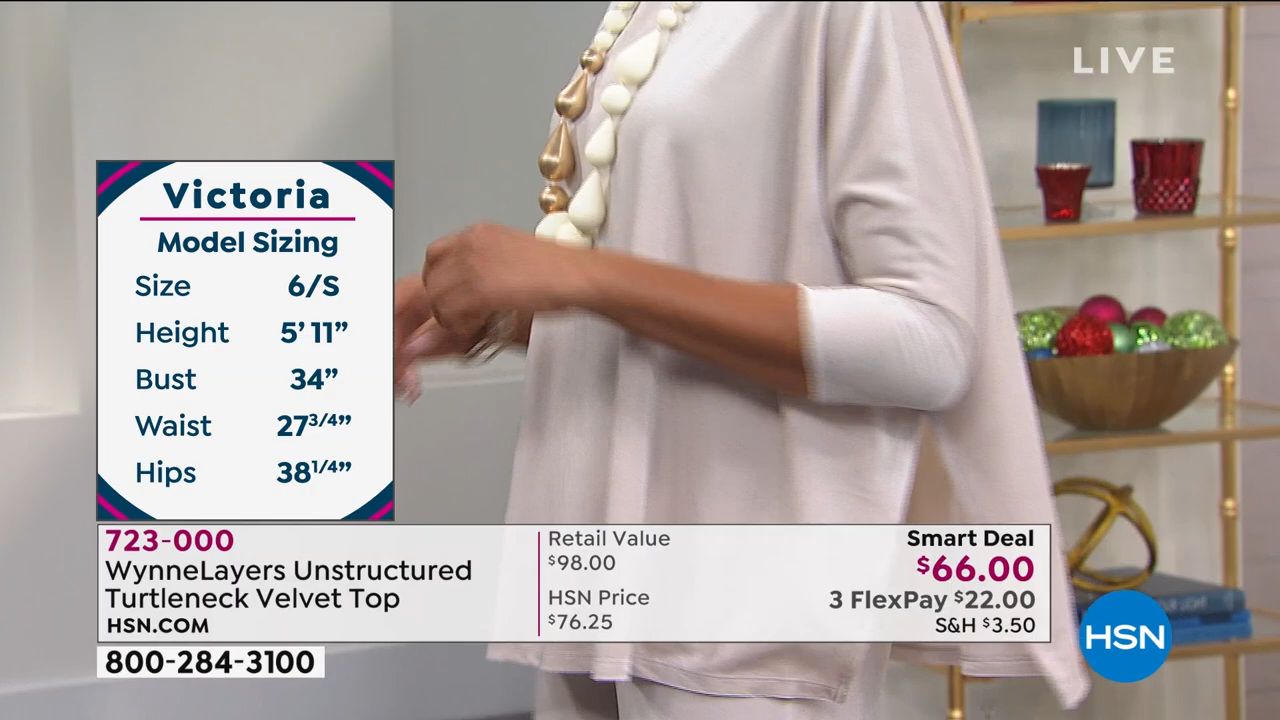 LIVE
Victoria
Model Sizing
Size 6/S
Height 5' 11”
Bust 34”
Waist 27 3/4”
Hips 38 1/4”
723-000
WynneLayers Unstructured
Turtleneck Velvet Top
HSN.COM
Retail Value
$98.00
HSN Price
$76.25
Smart Deal
$66.00
3 FlexPay $22.00
S&H $3.50
800-284-3100
HSN